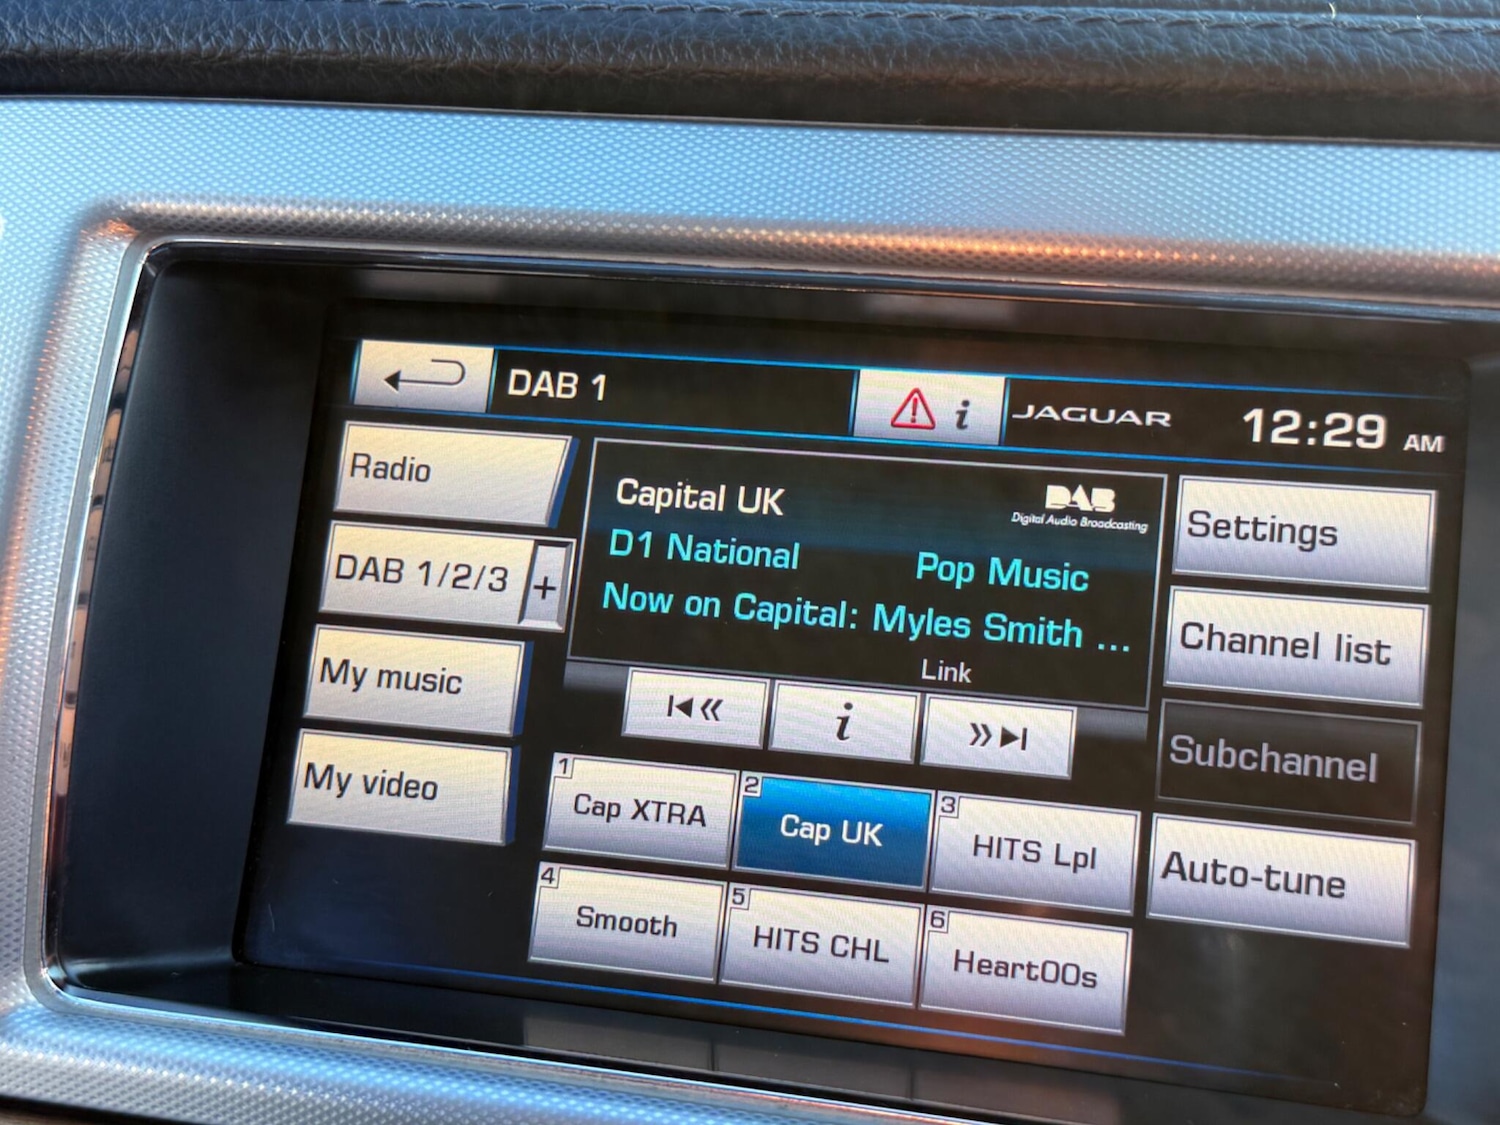 DAB 1
i
JAGUAR
12:29 AM
Radio
DAB 1/2/3 +
My music
My video
Capital UK
DAB
Digital Audio Broadcasting
D1 National
Pop Music
Now on Capital: Myles Smith ...
Link
i
1
Cap XTRA
2
Cap UK
3
HITS Lpl
4
Smooth
5
HITS CHL
6
Heart00s
Settings
Channel list
Subchannel
Auto-tune